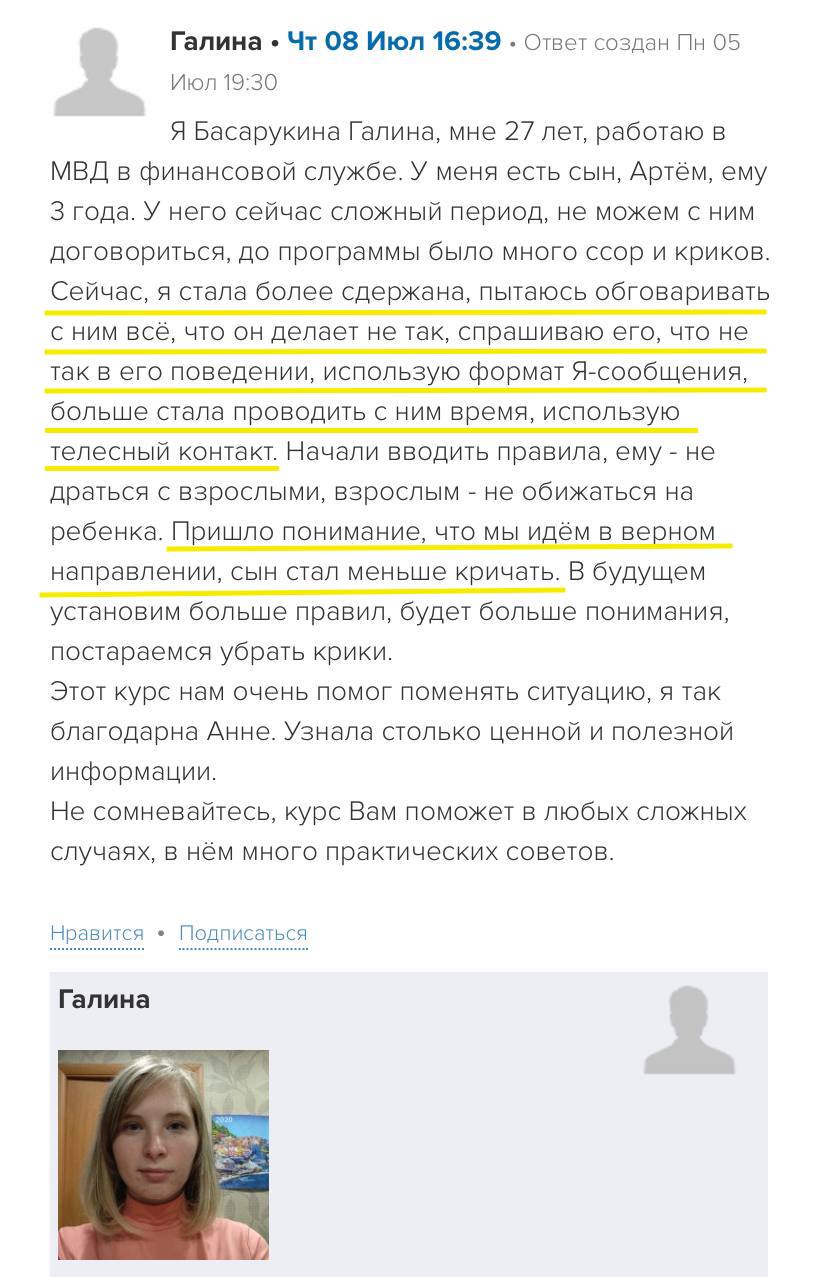 Галина • Чт 08 Июл 16:39 • Ответ создан Пн 05
Июл 19:30
Я Басарукина Галина, мне 27 лет, работаю в
МВД в финансовой службе. У меня есть сын, Артём, ему
3 года. У него сейчас сложный период, не можем с ним
договориться, до программы было много ссор и криков.
Сейчас, я стала более сдержана, пытаюсь обговаривать
с ним всё, что он делает не так, спрашиваю его, что не
так в его поведении, использую формат Я-сообщения,
больше стала проводить с ним время, использую
телесный контакт. Начали вводить правила, ему - не
драться с взрослыми, взрослым - не обижаться на
ребенка. Пришло понимание, что мы идём в верном
направлении, сын стал меньше кричать. В будущем
установим больше правил, будет больше понимания,
постараемся убрать крики.
Этот курс нам очень помог поменять ситуацию, я так
благодарна Анне. Узнала столько ценной и полезной
информации.
Не сомневайтесь, курс Вам поможет в любых сложных
случаях, в нём много практических советов.
Нравится • Подписаться
Галина
2020